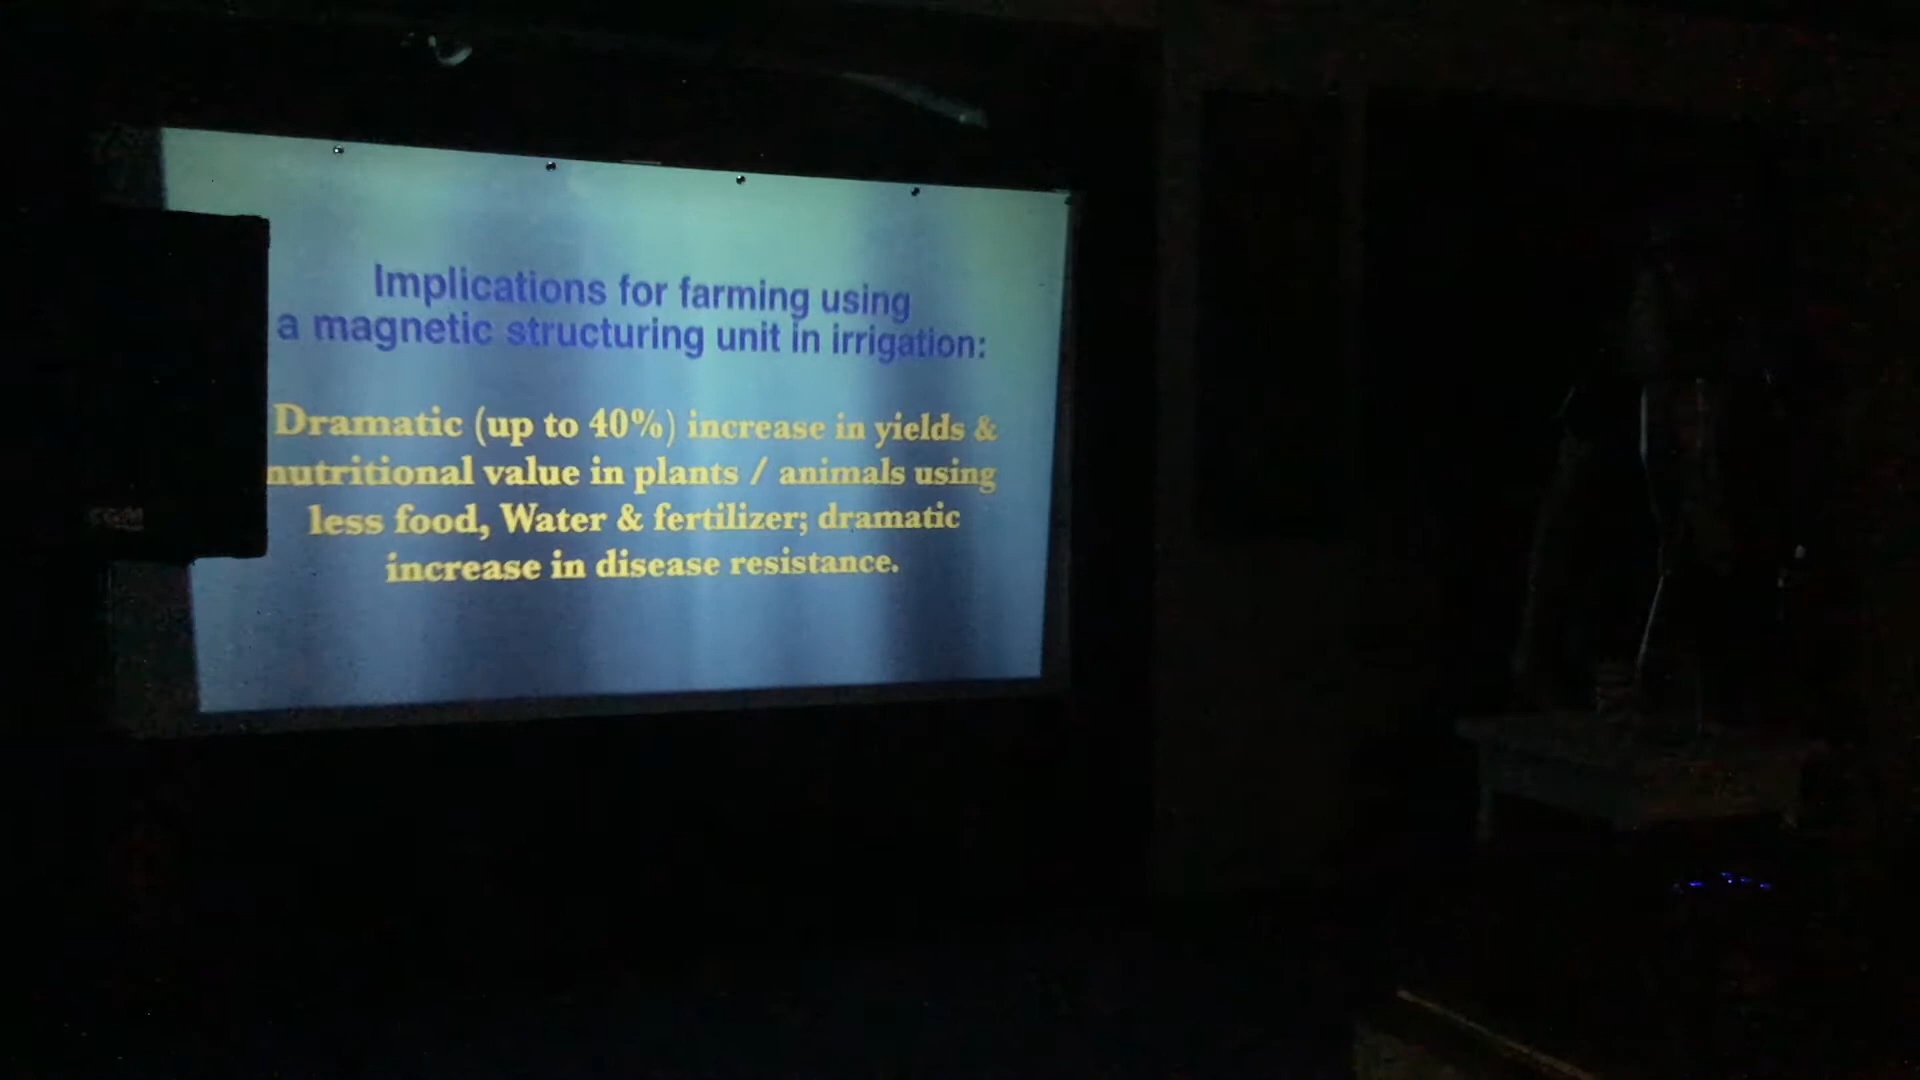 Implications for farming using
a magnetic structuring unit in irrigation:
Dramatic (up to 40%) increase in yields &
nutritional value in plants / animals using
less food, Water & fertilizer; dramatic
increase in disease resistance.